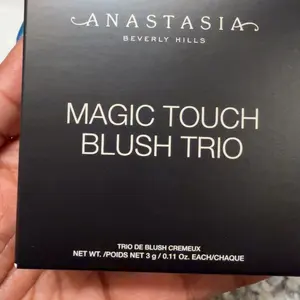 ANASTASIA
BEVERLY HILLS
MAGIC TOUCH
BLUSH TRIO
TRIO DE BLUSH CREMEUX
NET WT. /POIDS NET 3 g / 0.11 Oz. EACH/CHAQUE